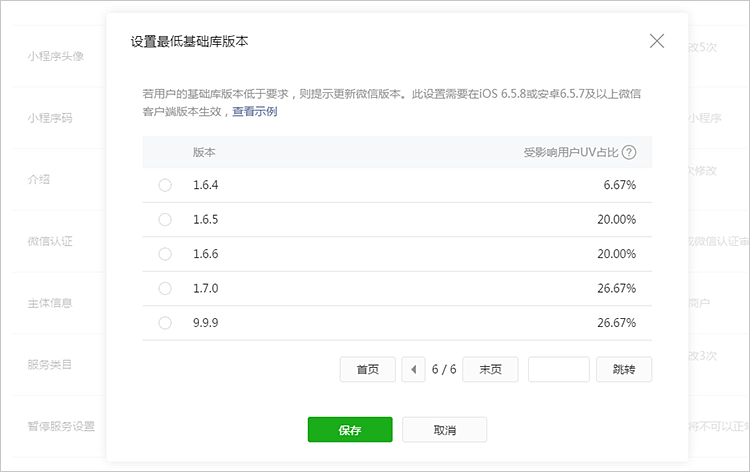 设置最低基础库版本
若用户的基础库版本低于要求，则提示更新微信版本。此设置需要在iOS 6.5.8或安卓6.5.7及以上微信
客户端版本生效，查看示例
版本 受影响用户UV占比 ?
1.6.4 6.67%
1.6.5 20.00%
1.6.6 20.00%
1.7.0 26.67%
9.9.9 26.67%
首页 6 / 6 末页 跳转
保存 取消
小程序头像 改5次
小程序码 小程序
介绍 次修改
微信认证 微信认证审
主体信息 商户
服务类目 改3次
暂停服务设置 将不可以正常